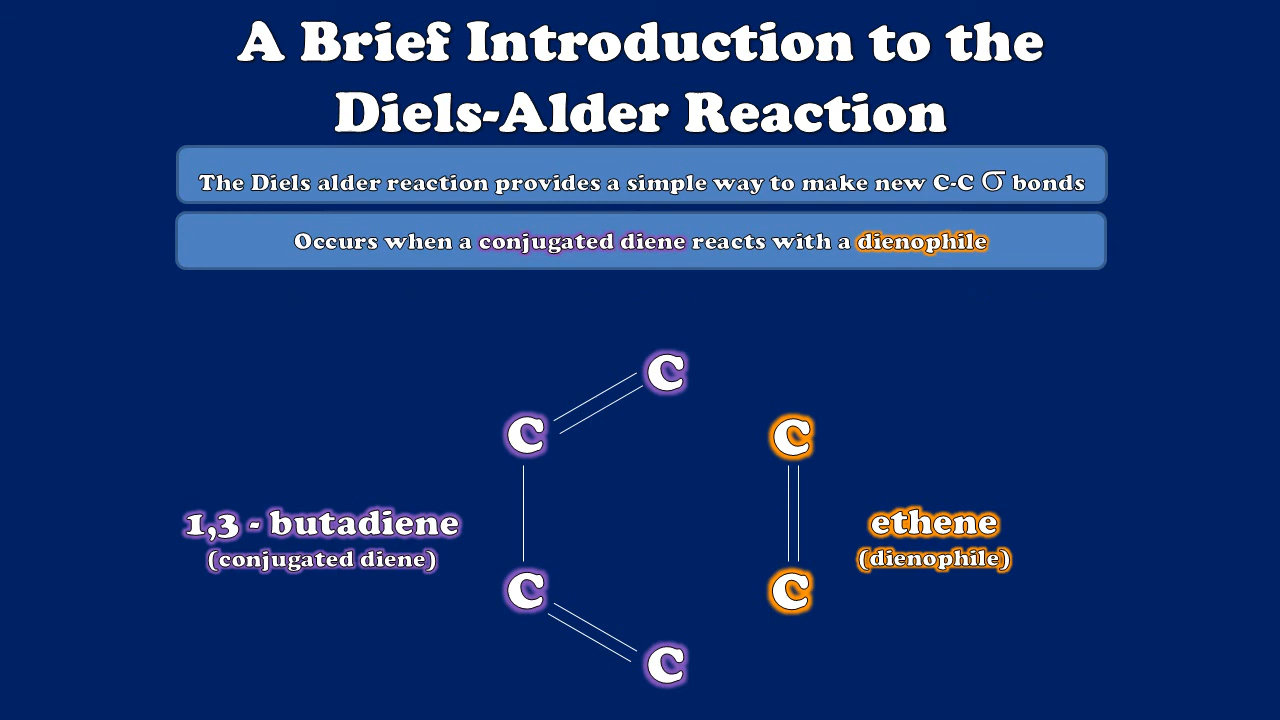 A Brief Introduction to the
Diels-Alder Reaction
The Diels alder reaction provides a simple way to make new C-C σ bonds
Occurs when a conjugated diene reacts with a dienophile
C
C
C
1,3 - butadiene
ethene
(conjugated diene)
(dienophile)
C
C
C